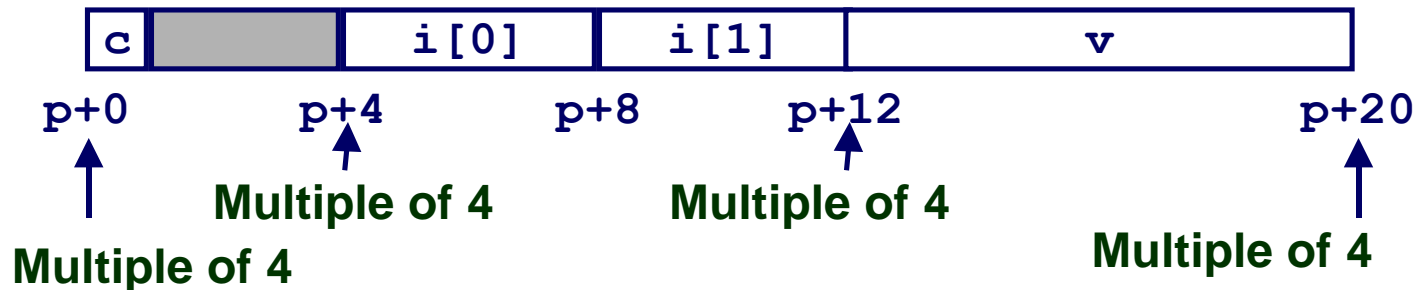 c i[0] i[1] v
p+0 p+4 p+8 p+12 p+20
Multiple of 4 Multiple of 4
Multiple of 4 Multiple of 4